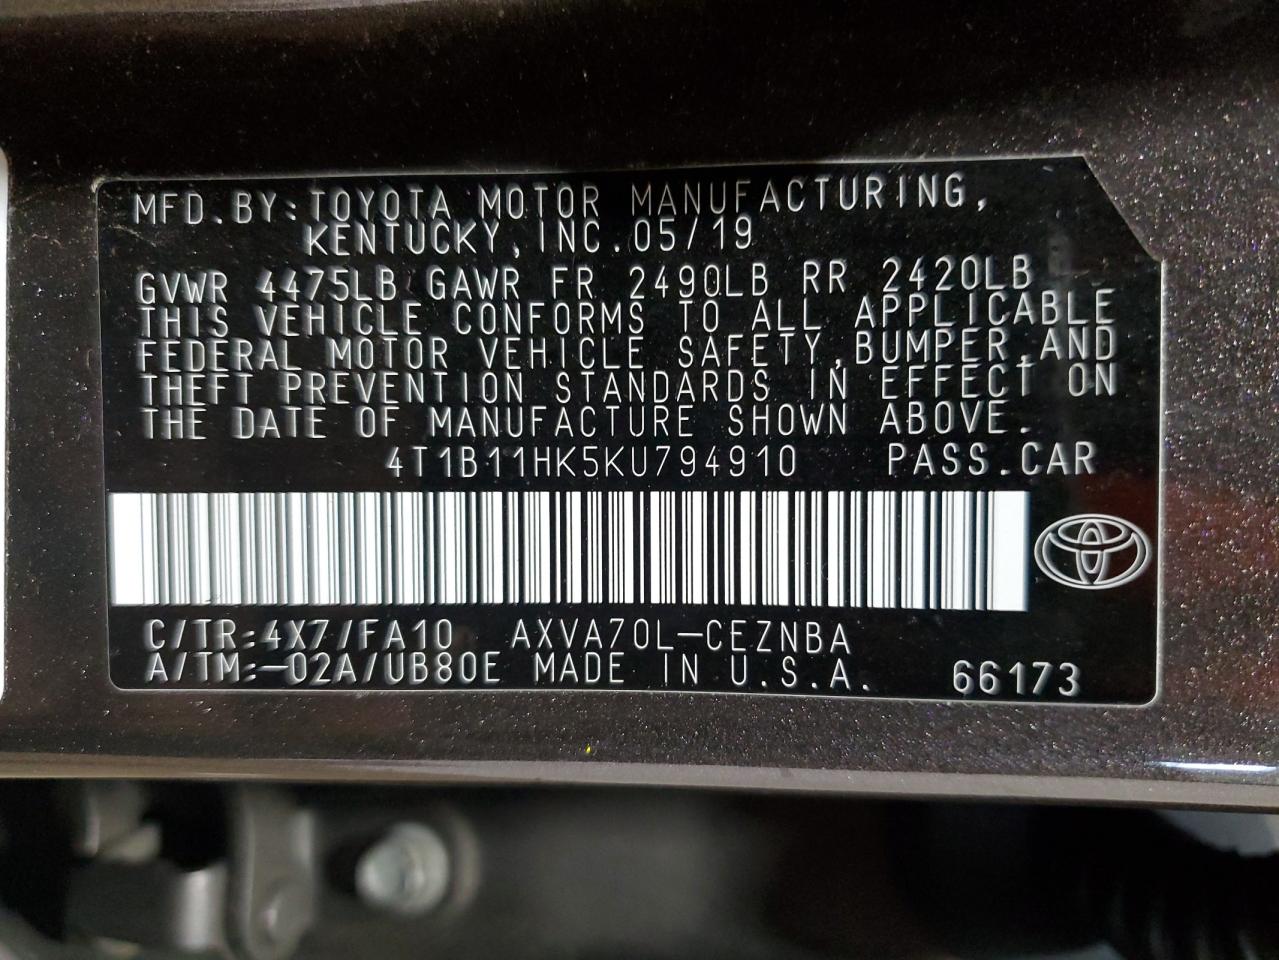 MFD.BY:TOYOTA MOTOR MANUFACTURING,
KENTUCKY,INC.05/19
GVWR 4475LB GAWR FR 2490LB RR 2420LB
THIS VEHICLE CONFORMS TO ALL APPLICABLE
FEDERAL MOTOR VEHICLE SAFETY,BUMPER,AND
THEFT PREVENTION STANDARDS IN EFFECT ON
THE DATE OF MANUFACTURE SHOWN ABOVE.
4T1B11HK5KU794910 PASS.CAR
C/TR:4X7/FA10 AXVA70L-CEZNBA
A/TM:-02A/UB80E MADE IN U.S.A. 66173